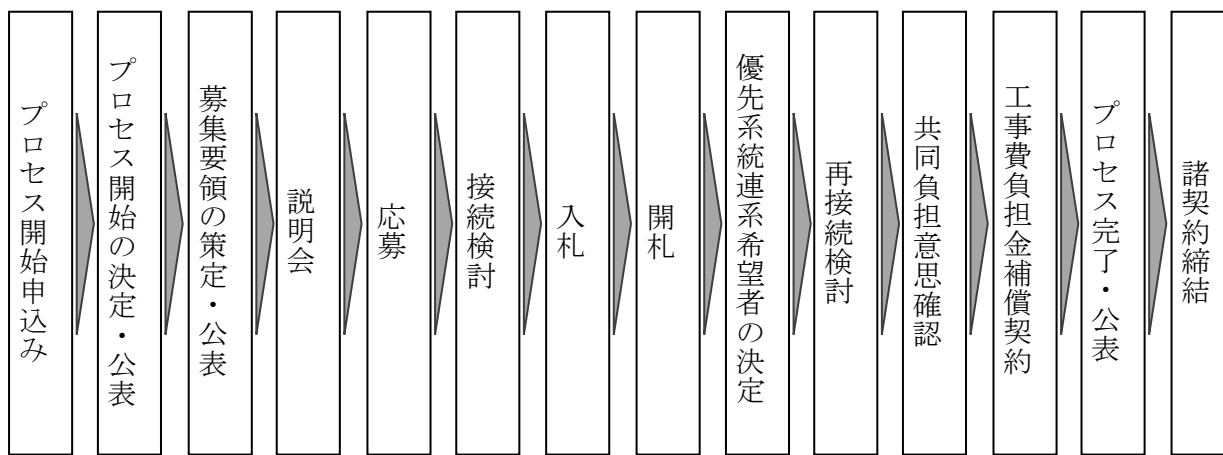 プロセス開始申込み
プロセス開始の決定・公表
募集要領の策定・公表
説明会
応募
接続検討
入札
開札
優先系統連系希望者の決定
再接続検討
共同負担意思確認
工事費負担金補償契約
プロセス完了・公表
諸契約締結